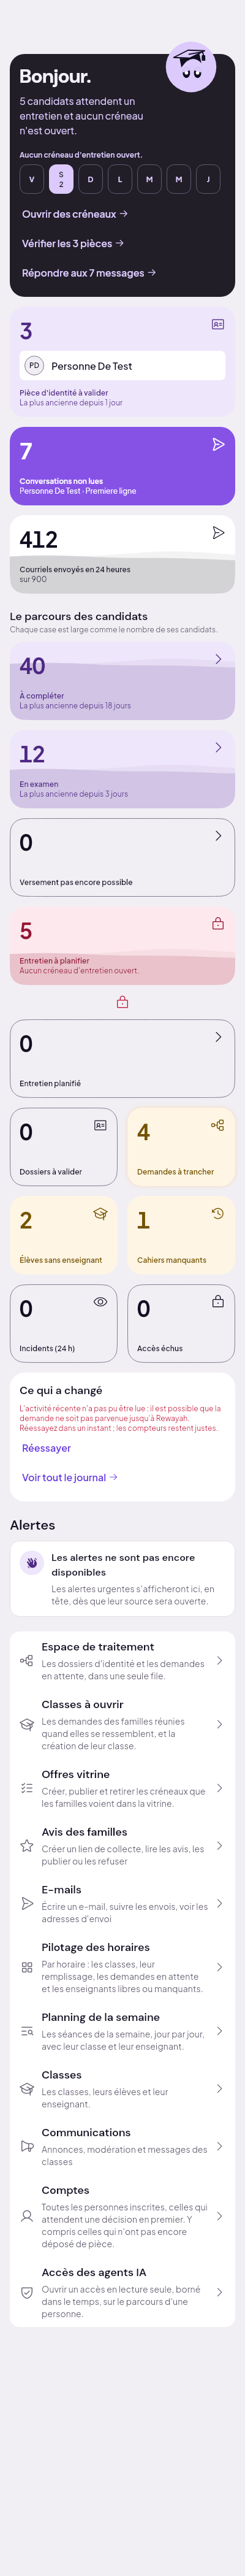 Bonjour.
5 candidats attendent un
entretien et aucun créneau
n'est ouvert.
Aucun créneau d'entretien ouvert.
V
S
2
D
L
M
M
J
Ouvrir des créneaux →
Vérifier les 3 pièces →
Répondre aux 7 messages →
3
PD Personne De Test
Pièce d'identité à valider
La plus ancienne depuis 1 jour
7
Conversations non lues
Personne De Test · Premiere ligne
412
Courriels envoyés en 24 heures
sur 900
Le parcours des candidats
Chaque case est large comme le nombre de ses candidats.
40
À compléter
La plus ancienne depuis 18 jours
12
En examen
La plus ancienne depuis 3 jours
0
Versement pas encore possible
5
Entretien à planifier
Aucun créneau d'entretien ouvert.
0
Entretien planifié
0
Dossiers à valider
4
Demandes à trancher
2
Élèves sans enseignant
1
Cahiers manquants
0
Incidents (24 h)
0
Accès échus
Ce qui a changé
L'activité récente n'a pas pu être lue : il est possible que la
demande ne soit pas parvenue jusqu'à Rewayah.
Réessayez dans un instant ; les compteurs restent justes.
Réessayer
Voir tout le journal →
Alertes
Les alertes ne sont pas encore
disponibles
Les alertes urgentes s'afficheront ici, en
tête, dès que leur source sera ouverte.
Espace de traitement
Les dossiers d'identité et les demandes
en attente, dans une seule file.
Classes à ouvrir
Les demandes des familles réunies
quand elles se ressemblent, et la
création de leur classe.
Offres vitrine
Créer, publier et retirer les créneaux que
les familles voient dans la vitrine.
Avis des familles
Créer un lien de collecte, lire les avis, les
publier ou les refuser
E-mails
Écrire un e-mail, suivre les envois, voir les
adresses d'envoi
Pilotage des horaires
Par horaire : les classes, leur
remplissage, les demandes en attente
et les enseignants libres ou manquants.
Planning de la semaine
Les séances de la semaine, jour par jour,
avec leur classe et leur enseignant.
Classes
Les classes, leurs élèves et leur
enseignant.
Communications
Annonces, modération et messages des
classes
Comptes
Toutes les personnes inscrites, celles qui
attendent une décision en premier. Y
compris celles qui n'ont pas encore
déposé de pièce.
Accès des agents IA
Ouvrir un accès en lecture seule, borné
dans le temps, sur le parcours d'une
personne.